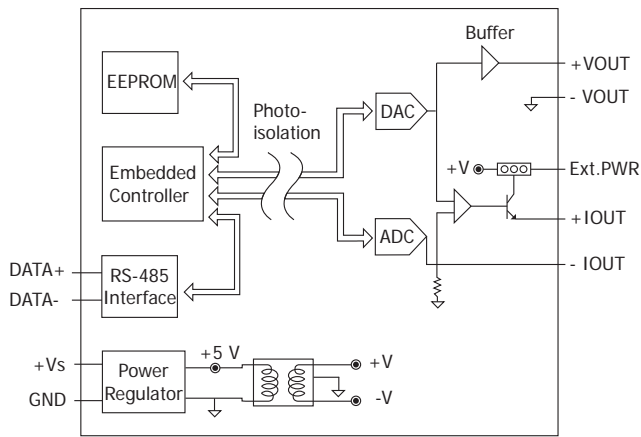 Buffer
EEPROM
+VOUT
- VOUT
Photo-
isolation
DAC
Embedded
Controller
+V
Ext.PWR
+IOUT
ADC
- IOUT
DATA+
DATA-
RS-485
Interface
+Vs
GND
Power
Regulator
+5 V
+V
-V